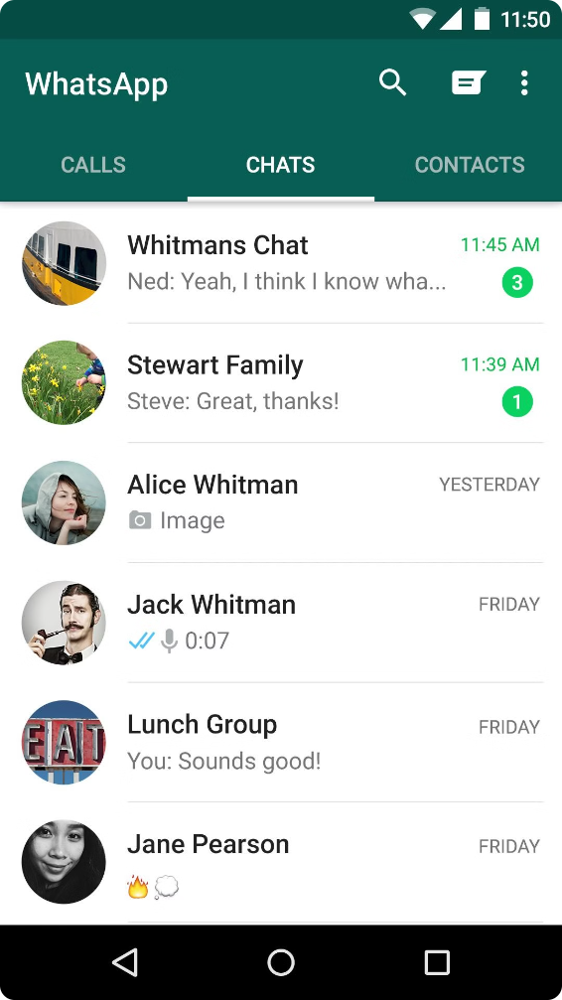 11:50
WhatsApp
CALLS CHATS CONTACTS
Whitmans Chat 11:45 AM
Ned: Yeah, I think I know wha... 3
Stewart Family 11:39 AM
Steve: Great, thanks! 1
Alice Whitman YESTERDAY
Image
Jack Whitman FRIDAY
0:07
Lunch Group FRIDAY
You: Sounds good!
EAT
Jane Pearson FRIDAY
🔥💭